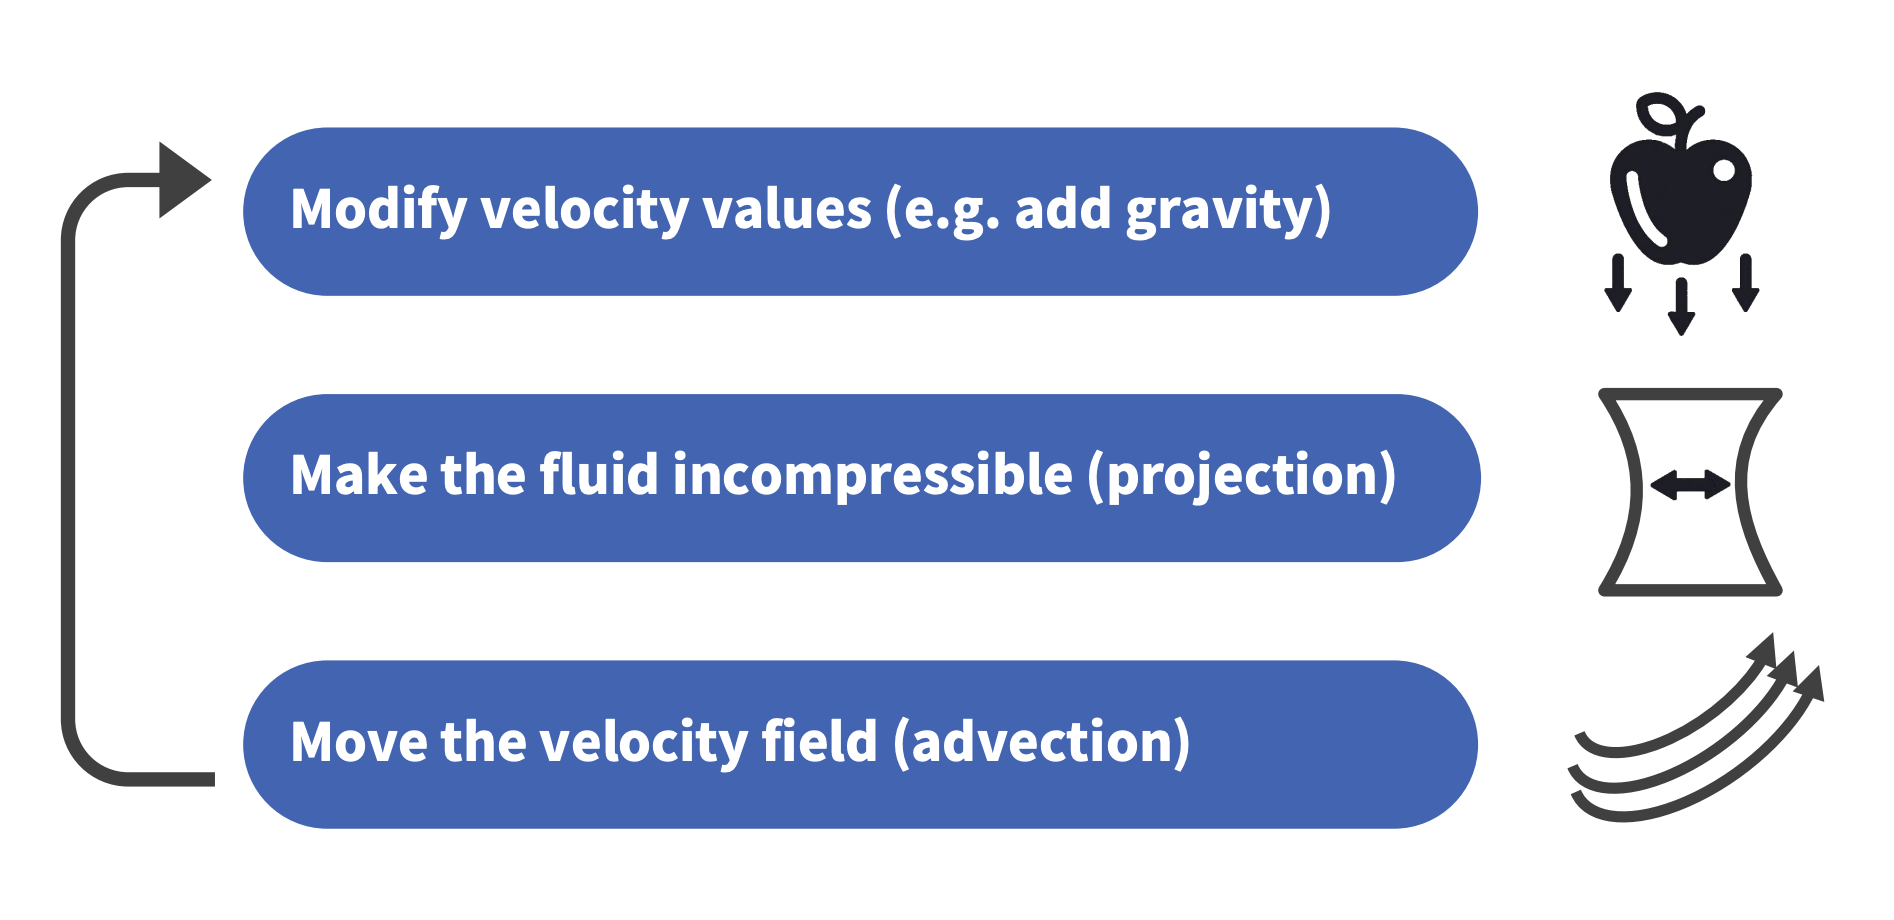 Modify velocity values (e.g. add gravity)
Make the fluid incompressible (projection)
Move the velocity field (advection)